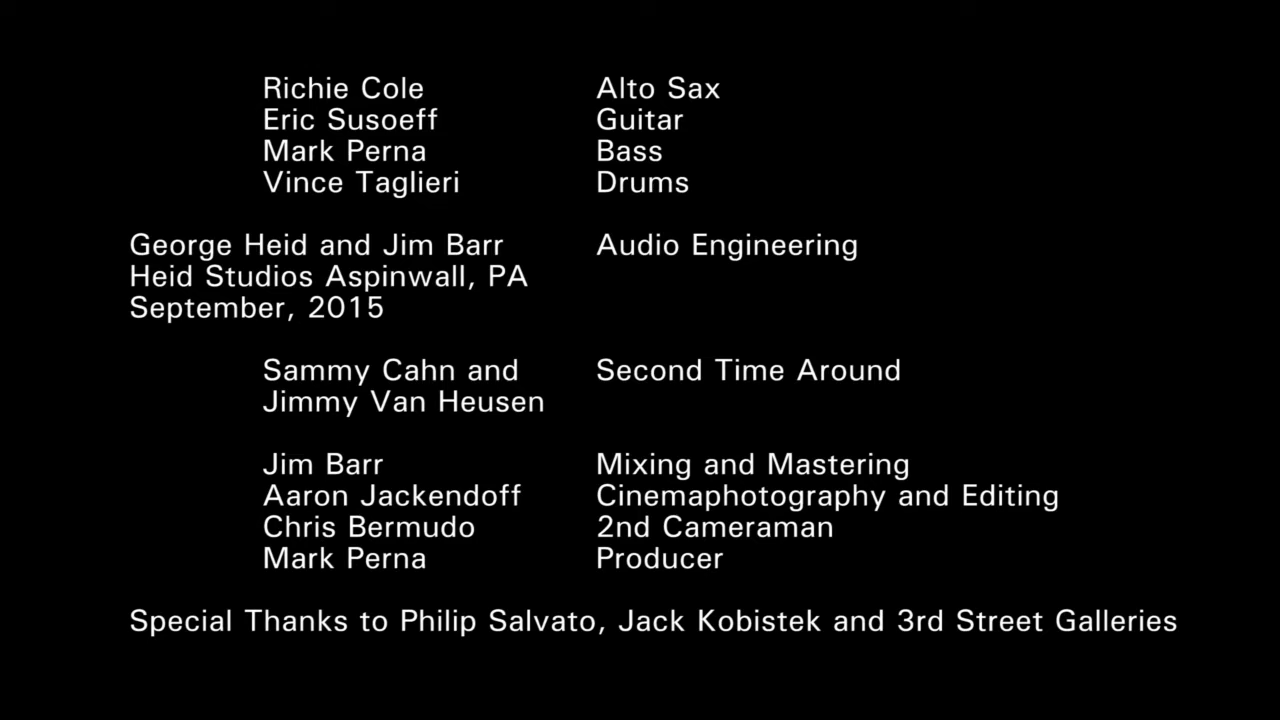 Richie Cole Alto Sax
Eric Susoeff Guitar
Mark Perna Bass
Vince Taglieri Drums
George Heid and Jim Barr Audio Engineering
Heid Studios Aspinwall, PA
September, 2015
Sammy Cahn and Second Time Around
Jimmy Van Heusen
Jim Barr Mixing and Mastering
Aaron Jackendoff Cinemaphotography and Editing
Chris Bermudo 2nd Cameraman
Mark Perna Producer
Special Thanks to Philip Salvato, Jack Kobistek and 3rd Street Galleries